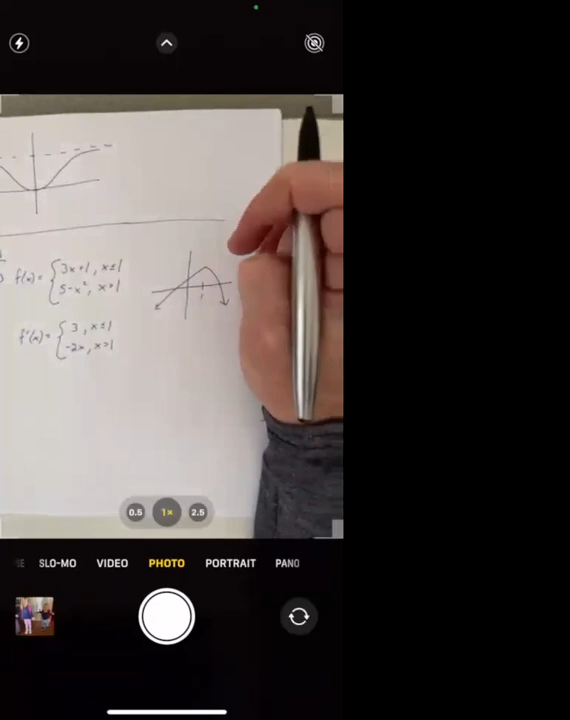 f(x) = { 3x+1, x≤1
5-x², x>1
f'(x) = { 3, x≤1
-2x, x>1
1
0.5 1× 2.5
SLO-MO VIDEO PHOTO PORTRAIT PANO